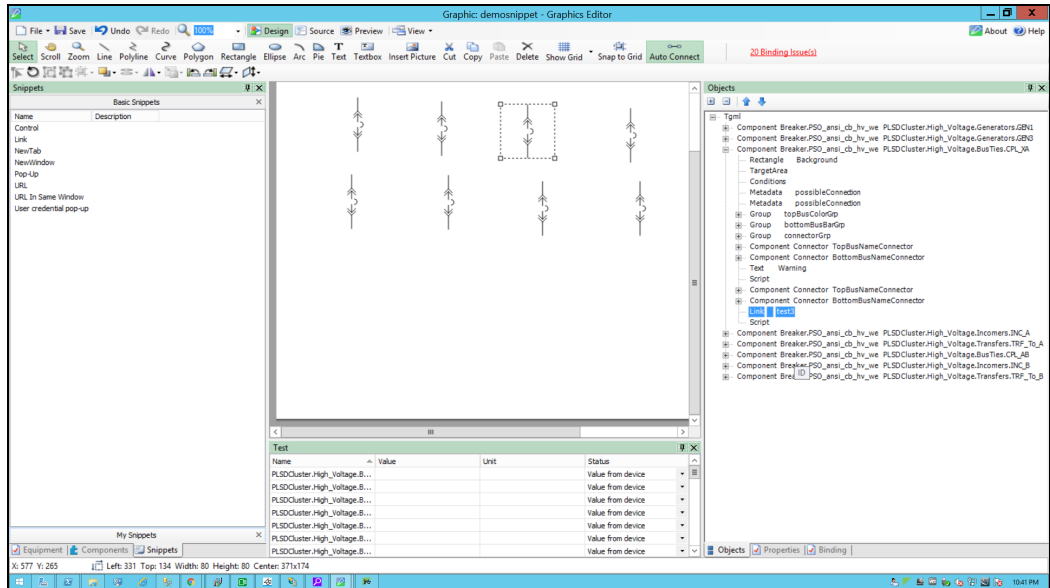 Graphic: demosnippet - Graphics Editor
File Save Undo Redo 100% Design Source Preview View
About Help
Select Scroll Zoom Line Polyline Curve Polygon Rectangle Ellipse Arc Pie Text Textbox Insert Picture Cut Copy Paste Delete Show Grid Snap to Grid Auto Connect
20 Binding Issue(s)
Snippets
Basic Snippets
Name Description
Control
Link
NewTab
NewWindow
Pop-Up
URL
URL In Same Window
User credential pop-up
My Snippets
Equipment Components Snippets
Test
Name Value Unit Status
PLSDCluster.High_Voltage.B... Value from device
PLSDCluster.High_Voltage.B... Value from device
PLSDCluster.High_Voltage.B... Value from device
PLSDCluster.High_Voltage.B... Value from device
PLSDCluster.High_Voltage.B... Value from device
PLSDCluster.High_Voltage.B... Value from device
PLSDCluster.High_Voltage.B... Value from device
Objects
Tgml
Component Breaker.PSO_ansi_cb_hv_we PLSDCluster.High_Voltage.Generators.GEN1
Component Breaker.PSO_ansi_cb_hv_we PLSDCluster.High_Voltage.Generators.GEN3
Component Breaker.PSO_ansi_cb_hv_we PLSDCluster.High_Voltage.BusTies.CPL_XA
Rectangle Background
TargetArea
Conditions
Metadata possibleConnection
Metadata possibleConnection
Group topBusColorGrp
Group bottomBusBarGrp
Group connectorGrp
Component Connector TopBusNameConnector
Component Connector BottomBusNameConnector
Text Warning
Script
Component Connector TopBusNameConnector
Component Connector BottomBusNameConnector
Link test3
Script
Component Breaker.PSO_ansi_cb_hv_we PLSDCluster.High_Voltage.Incomers.INC_A
Component Breaker.PSO_ansi_cb_hv_we PLSDCluster.High_Voltage.Transfers.TRF_To_A
Component Breaker.PSO_ansi_cb_hv_we PLSDCluster.High_Voltage.BusTies.CPL_AB
Component Breaker.PSO_ansi_cb_hv_we PLSDCluster.High_Voltage.Incomers.INC_B
Component Brea ID PSO_ansi_cb_hv_we PLSDCluster.High_Voltage.Transfers.TRF_To_B
Objects Properties Binding
X: 577 Y: 265 Left: 331 Top: 134 Width: 80 Height: 80 Center: 371x174
10:41 PM